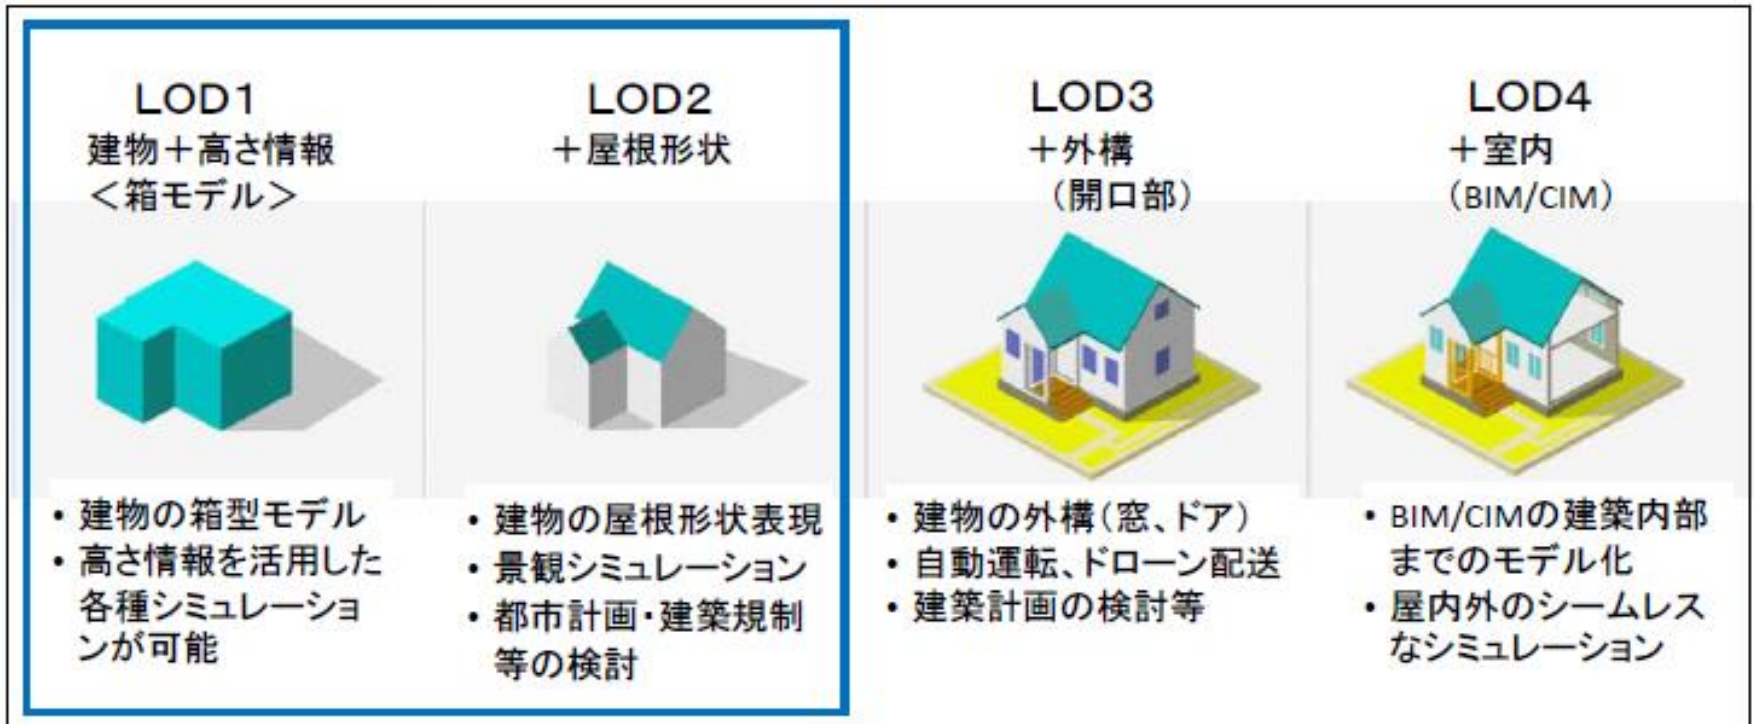 LOD1
建物＋高さ情報
＜箱モデル＞
・建物の箱型モデル
・高さ情報を活用した
各種シミュレーショ
ンが可能
LOD2
＋屋根形状
・建物の屋根形状表現
・景観シミュレーション
・都市計画・建築規制
等の検討
LOD3
＋外構
（開口部）
・建物の外構（窓、ドア）
・自動運転、ドローン配送
・建築計画の検討等
LOD4
＋室内
（BIM/CIM）
・BIM/CIMの建築内部
までのモデル化
・屋内外のシームレス
なシミュレーション